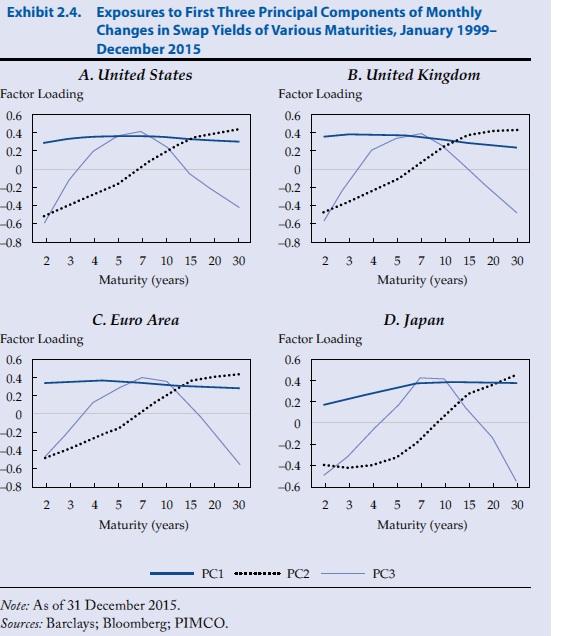 Exhibit 2.4. Exposures to First Three Principal Components of Monthly
Changes in Swap Yields of Various Maturities, January 1999–
December 2015
A. United States
Factor Loading
0.6
0.4
0.2
0
–0.2
–0.4
–0.6
–0.8
2 3 4 5 7 10 15 20 30
Maturity (years)
B. United Kingdom
Factor Loading
0.6
0.4
0.2
0
–0.2
–0.4
–0.6
–0.8
2 3 4 5 7 10 15 20 30
Maturity (years)
C. Euro Area
Factor Loading
0.6
0.4
0.2
0
–0.2
–0.4
–0.6
–0.8
2 3 4 5 7 10 15 20 30
Maturity (years)
D. Japan
Factor Loading
0.6
0.4
0.2
0
–0.2
–0.4
–0.6
2 3 4 5 7 10 15 20 30
Maturity (years)
PC1 PC2 PC3
Note: As of 31 December 2015.
Sources: Barclays; Bloomberg; PIMCO.